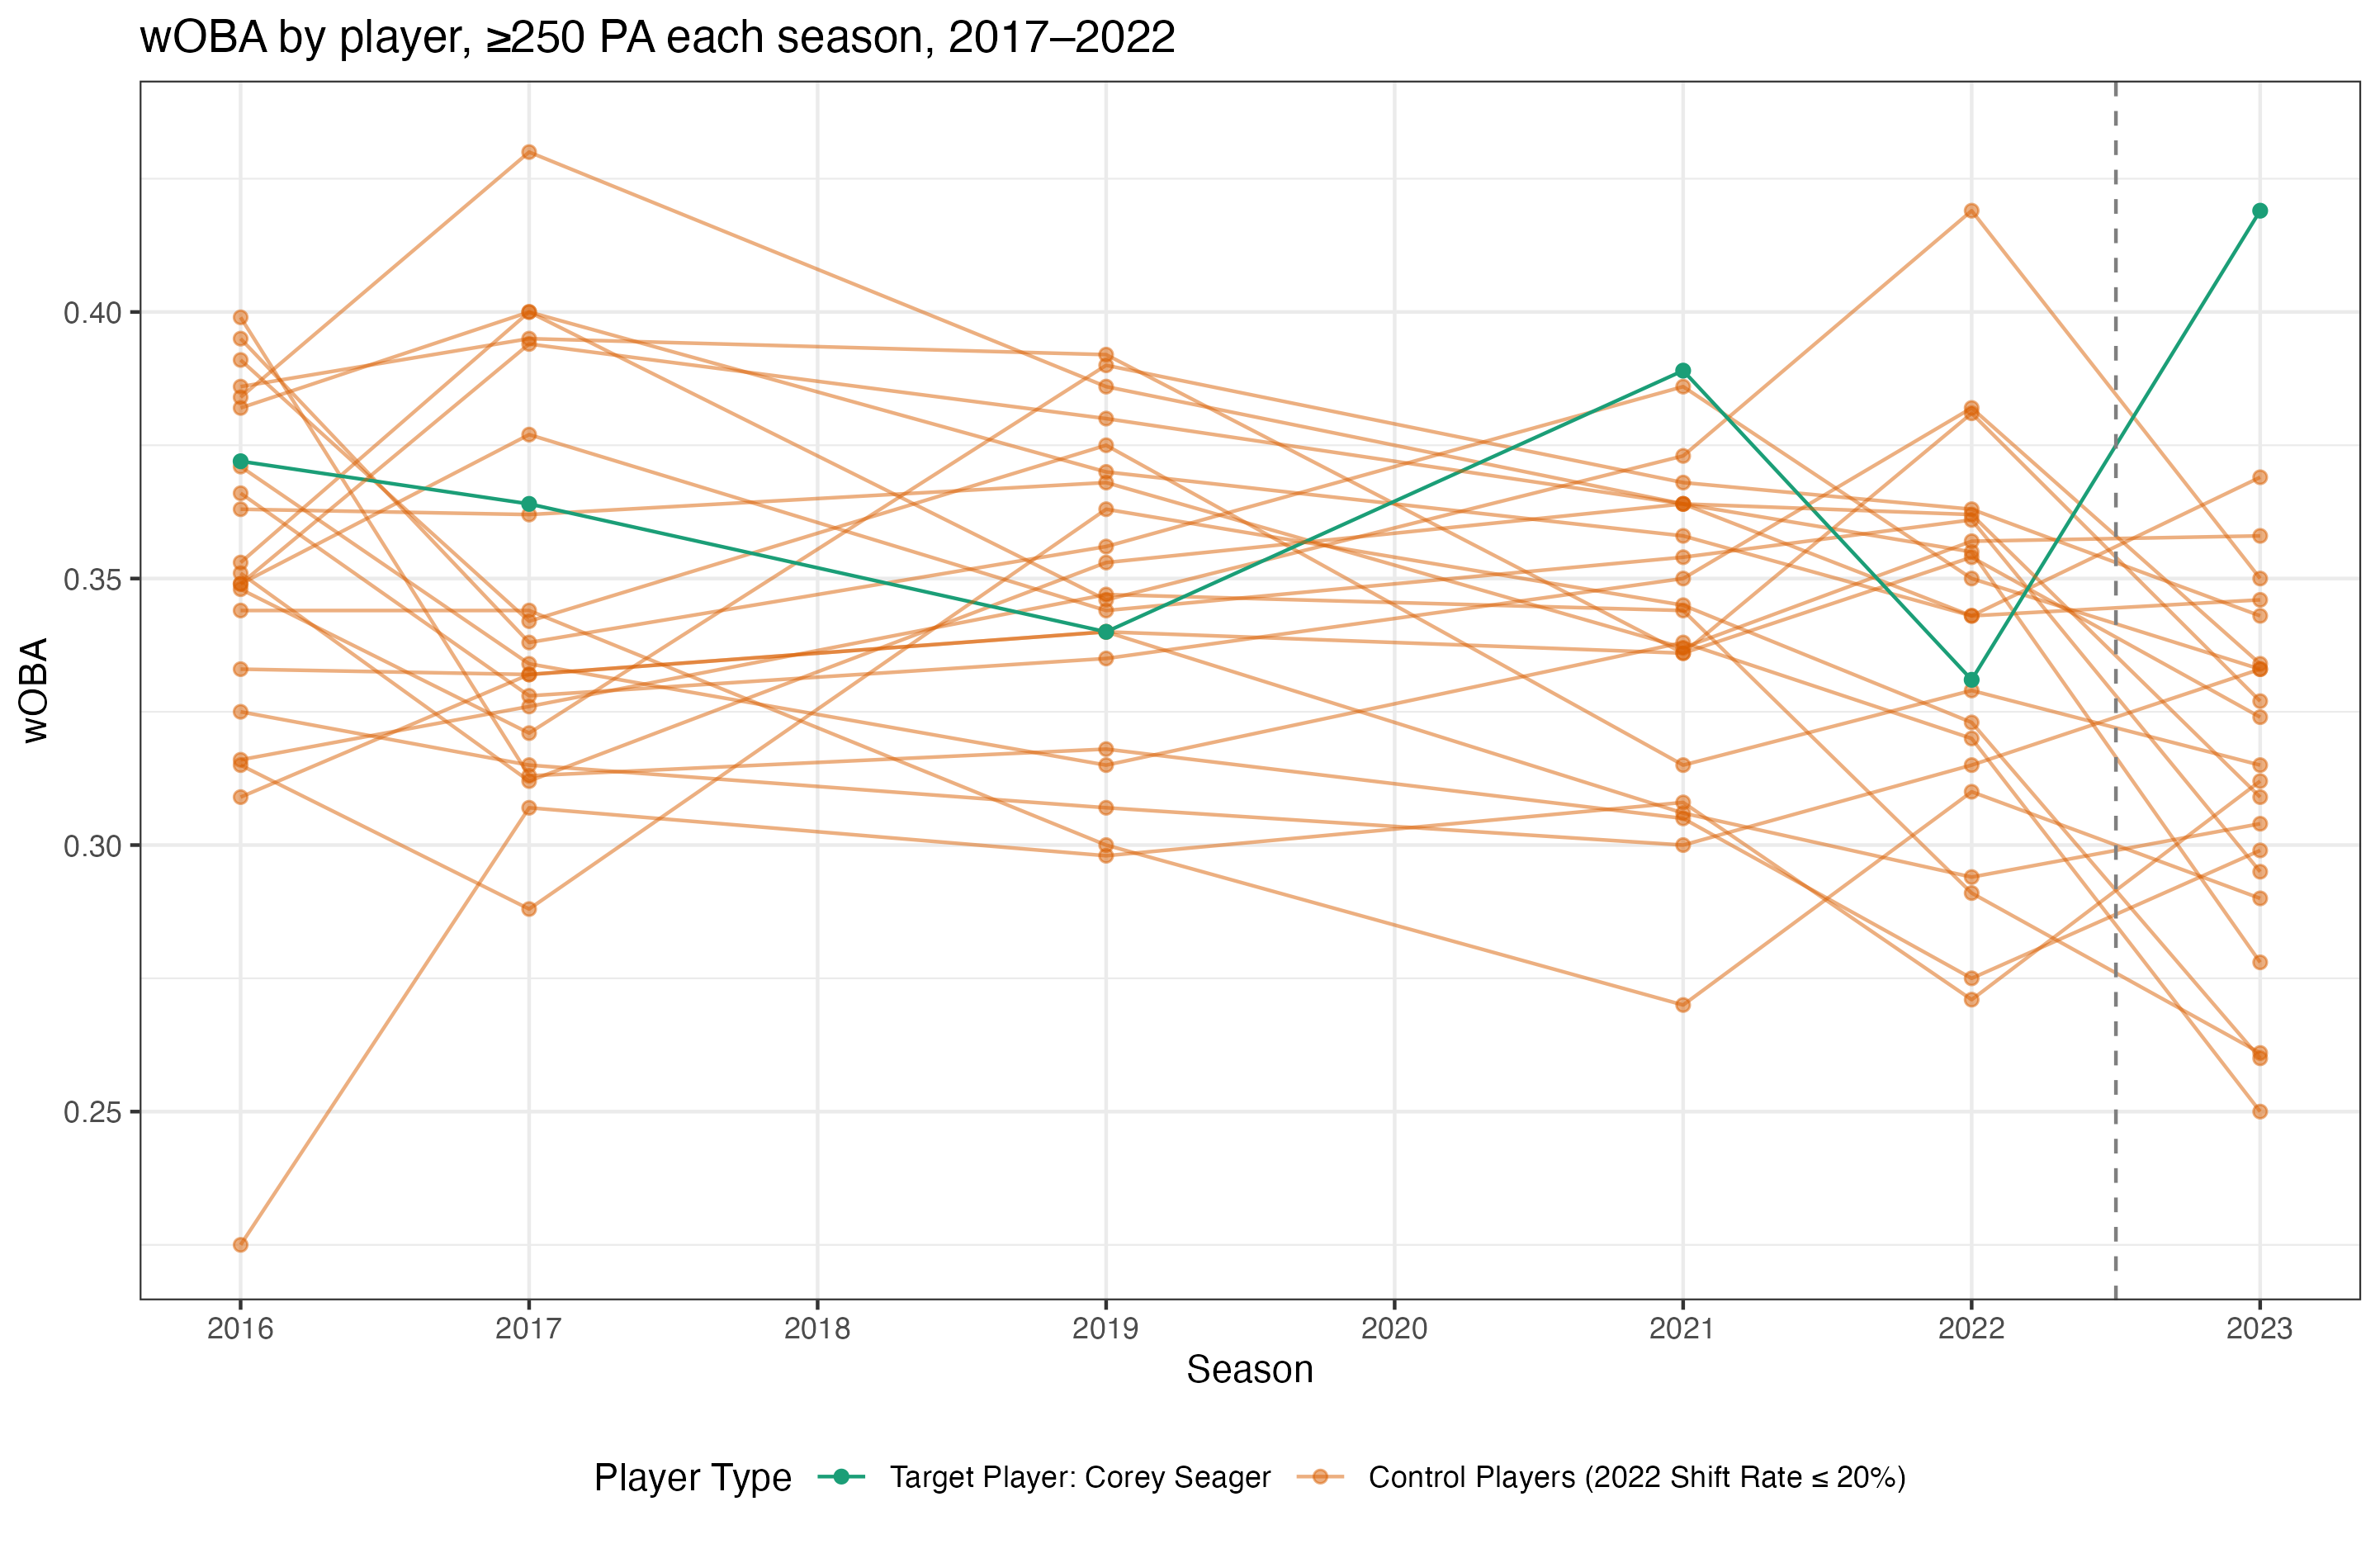 wOBA by player, ≥250 PA each season, 2017–2022
wOBA
0.40
0.35
0.30
0.25
2016 2017 2018 2019 2020 2021 2022 2023
Season
Player Type Target Player: Corey Seager Control Players (2022 Shift Rate ≤ 20%)